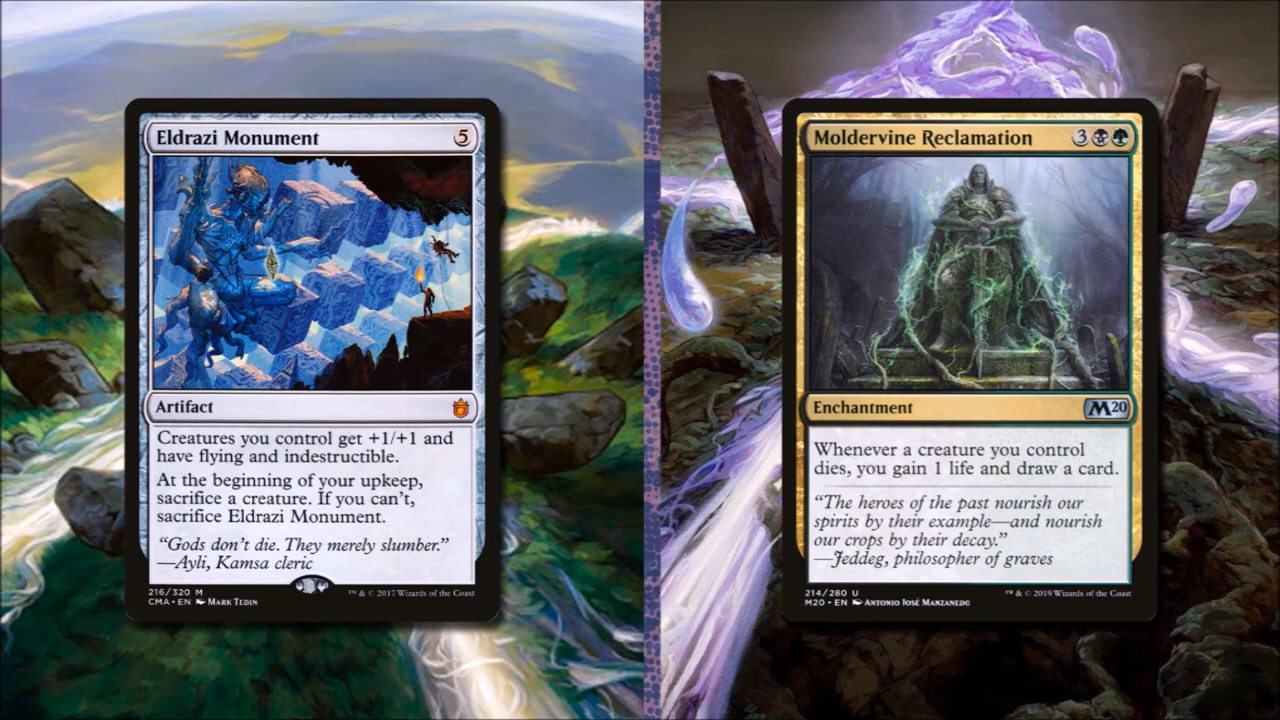 Eldrazi Monument 5
Artifact
Creatures you control get +1/+1 and
have flying and indestructible.
At the beginning of your upkeep,
sacrifice a creature. If you can't,
sacrifice Eldrazi Monument.
“Gods don't die. They merely slumber.”
—Ayli, Kamsa cleric
216/320 M
CMA • EN Mark Tedin
™ & © 2017 Wizards of the Coast
Moldervine Reclamation 3
Enchantment M20
Whenever a creature you control
dies, you gain 1 life and draw a card.
“The heroes of the past nourish our
spirits by their example—and nourish
our crops by their decay.”
—Jeddeg, philosopher of graves
214/280 U
M20 • EN Antonio José Manzanedo
™ & © 2019 Wizards of the Coast